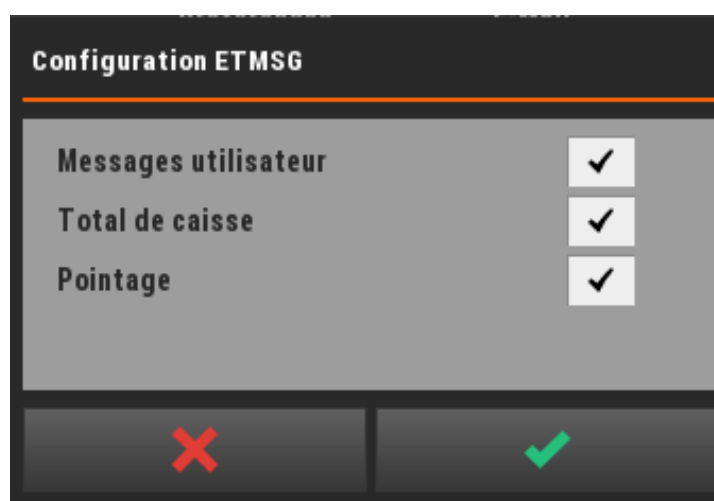 Configuration ETMSG
Messages utilisateur
Total de caisse
Pointage